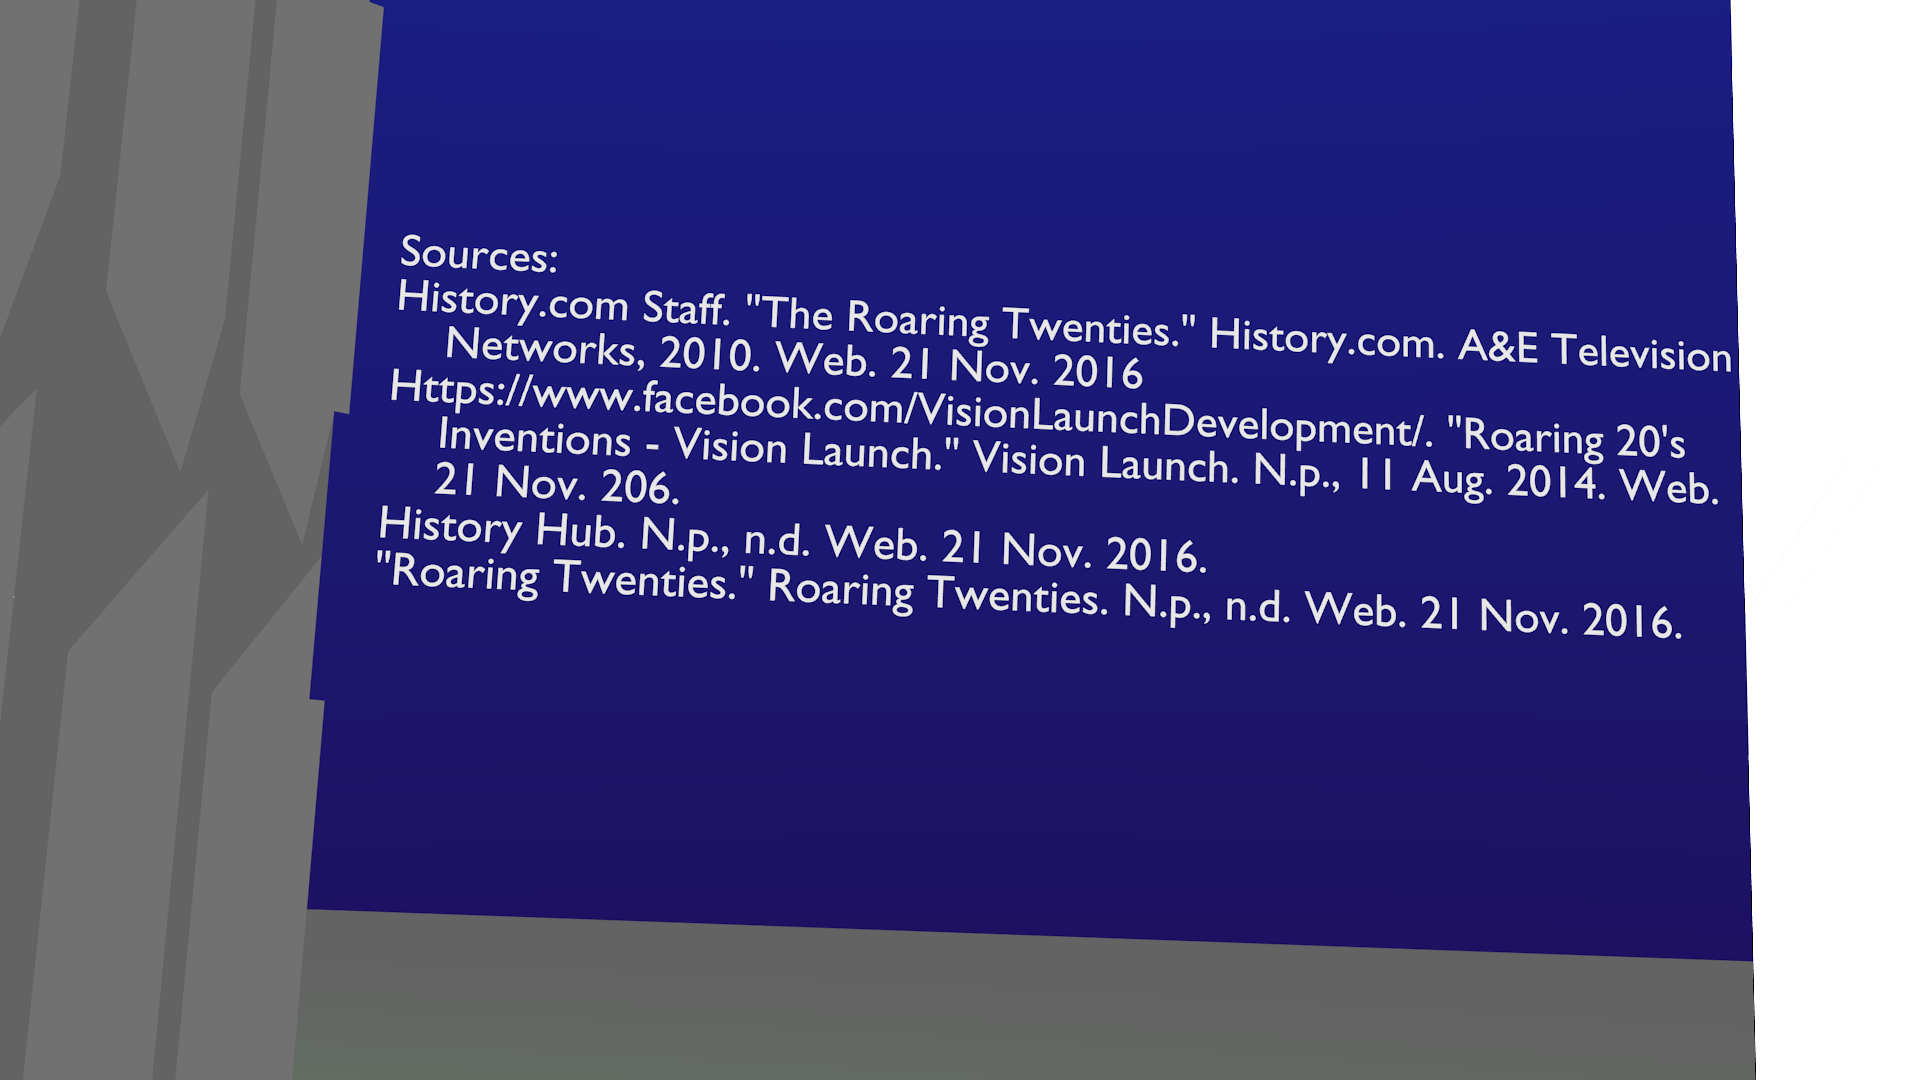 Sources:
History.com Staff. "The Roaring Twenties." History.com. A&E Television
Networks, 2010. Web. 21 Nov. 2016
Https://www.facebook.com/VisionLaunchDevelopment/. "Roaring 20's
Inventions - Vision Launch." Vision Launch. N.p., 11 Aug. 2014. Web.
21 Nov. 206.
History Hub. N.p., n.d. Web. 21 Nov. 2016.
"Roaring Twenties." Roaring Twenties. N.p., n.d. Web. 21 Nov. 2016.